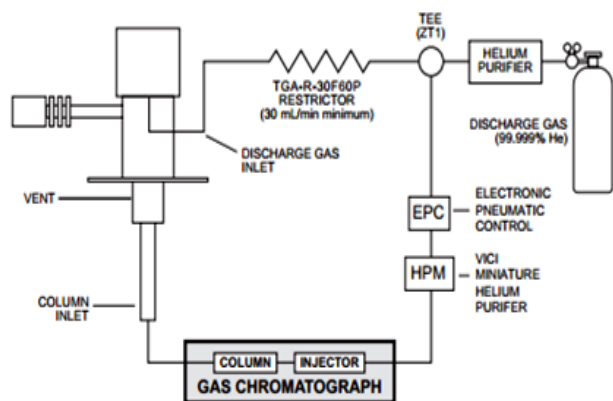 TEE
(ZT1)
HELIUM
PURIFIER
TGA-R-30F60P
RESTRICTOR
(30 mL/min minimum)
DISCHARGE GAS
(99.999% He)
DISCHARGE GAS
INLET
VENT
EPC
ELECTRONIC
PNEUMATIC
CONTROL
HPM
VICI
MINIATURE
HELIUM
PURIFER
COLUMN
INLET
COLUMN
INJECTOR
GAS CHROMATOGRAPH